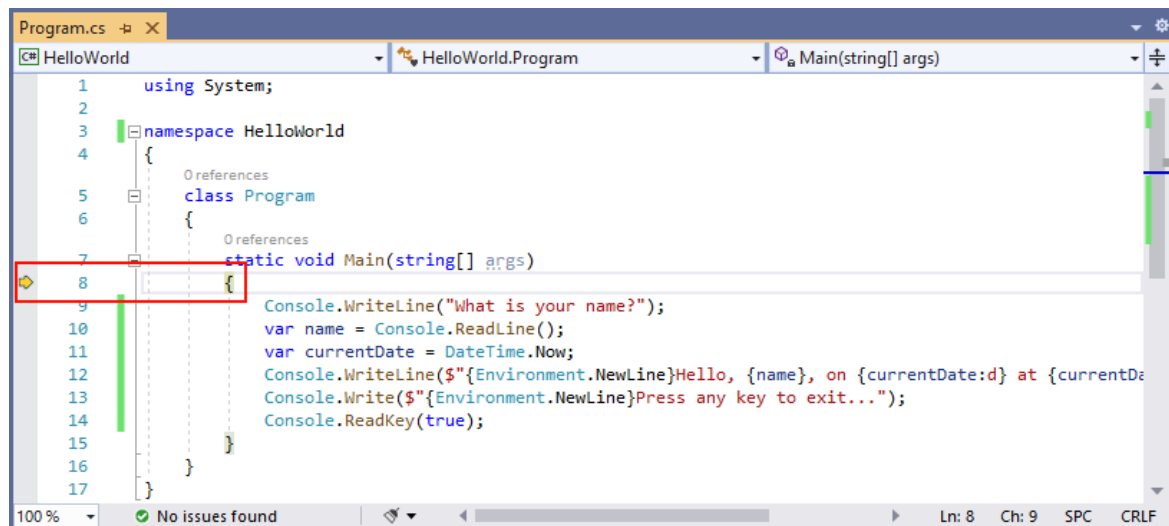 Program.cs
C# HelloWorld HelloWorld.Program Main(string[] args)
1 using System;
2
3 namespace HelloWorld
4 {
0 references
5 class Program
6 {
0 references
7 static void Main(string[] args)
8 {
9 Console.WriteLine("What is your name?");
10 var name = Console.ReadLine();
11 var currentDate = DateTime.Now;
12 Console.WriteLine($"{Environment.NewLine}Hello, {name}, on {currentDate:d} at {currentDa
13 Console.Write($"{Environment.NewLine}Press any key to exit...");
14 Console.ReadKey(true);
15 }
16 }
17 }
100 % No issues found Ln: 8 Ch: 9 SPC CRLF